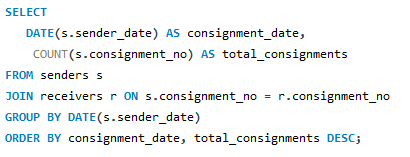 SELECT
DATE(s.sender_date) AS consignment_date,
COUNT(s.consignment_no) AS total_consignments
FROM senders s
JOIN receivers r ON s.consignment_no = r.consignment_no
GROUP BY DATE(s.sender_date)
ORDER BY consignment_date, total_consignments DESC;